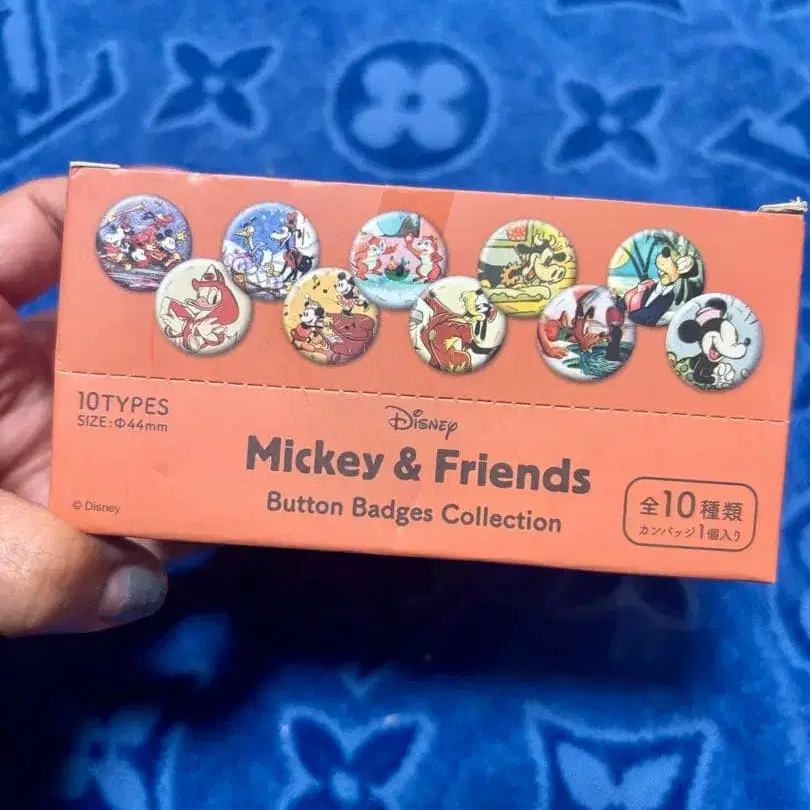 10TYPES
SIZE:Φ44mm
© Disney
Disney
Mickey & Friends
Button Badges Collection
全10種類
カンバッジ1個入り